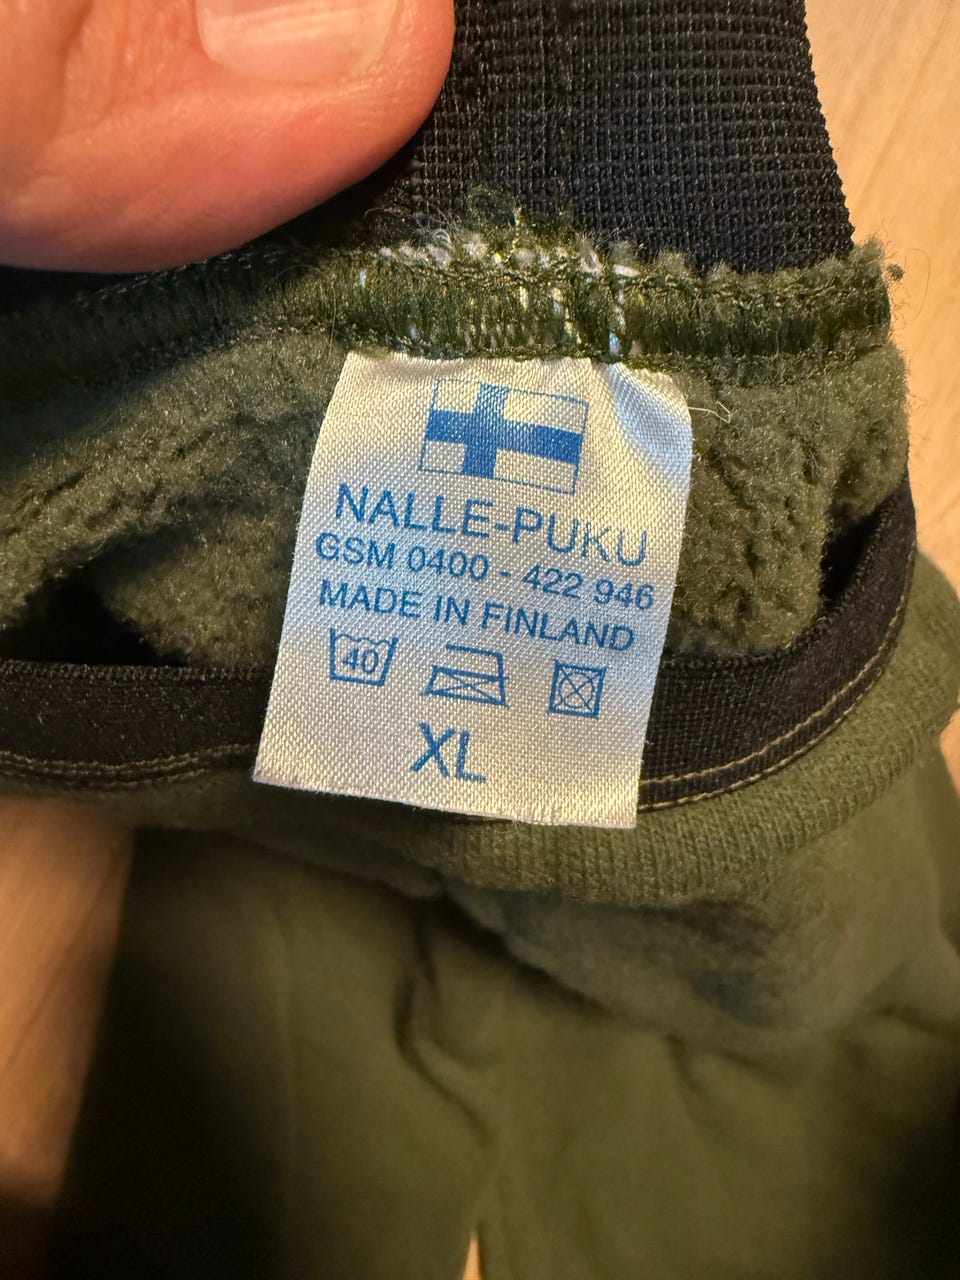 NALLE-PUKU
GSM 0400 - 422 946
MADE IN FINLAND
40
XL